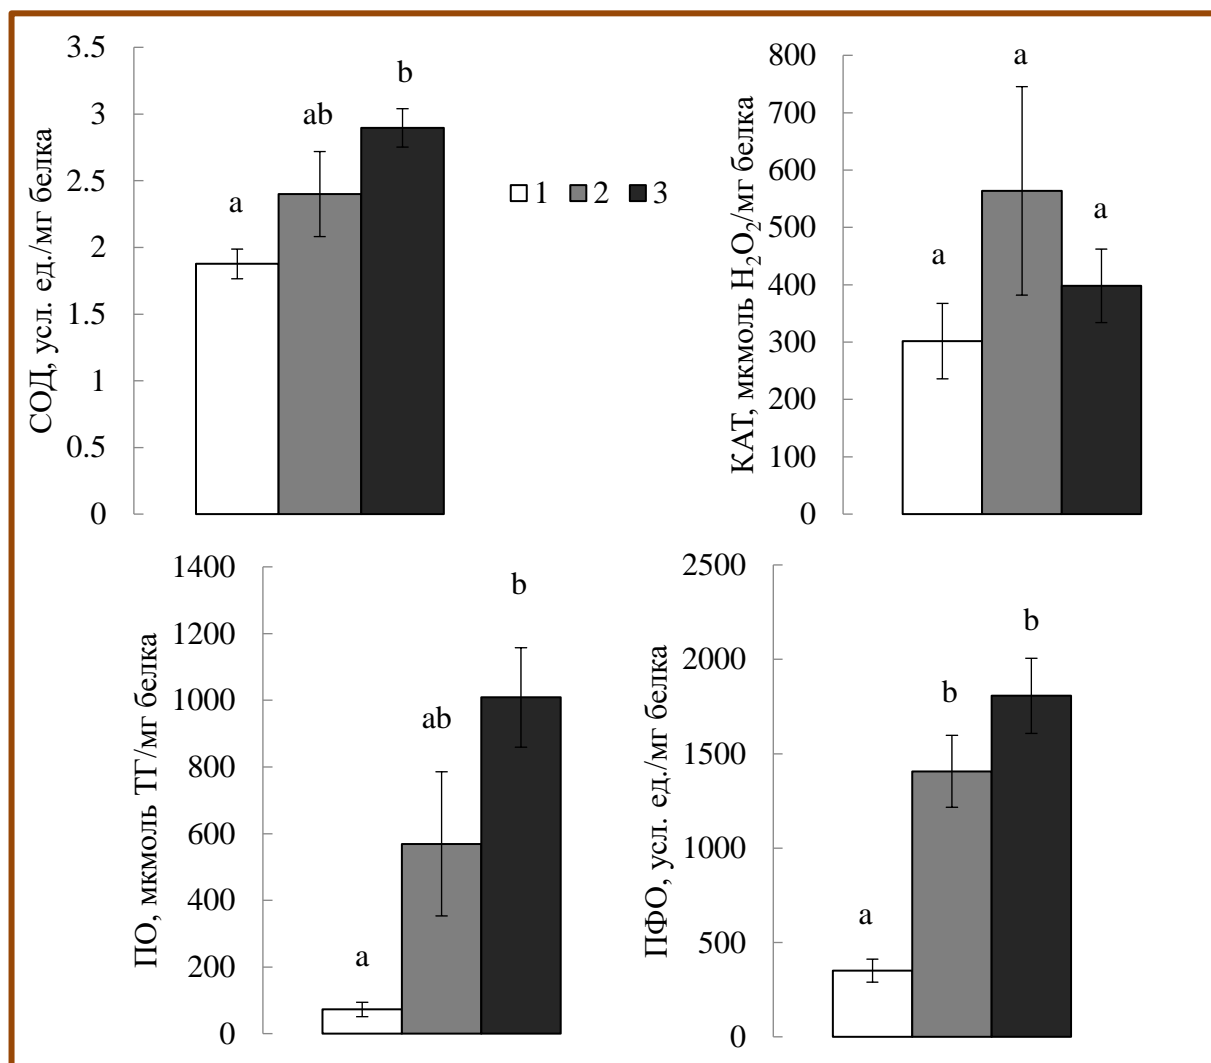 СОД, усл. ед./мг белка
3.5
3
2.5
2
1.5
1
0.5
0
a
ab
b
1 2 3
КАТ, мкмоль H₂O₂/мг белка
800
700
600
500
400
300
200
100
0
a
a
a
ПО, мкмоль ТГ/мг белка
1400
1200
1000
800
600
400
200
0
a
ab
b
ПФО, усл. ед./мг белка
2500
2000
1500
1000
500
0
a
b
b